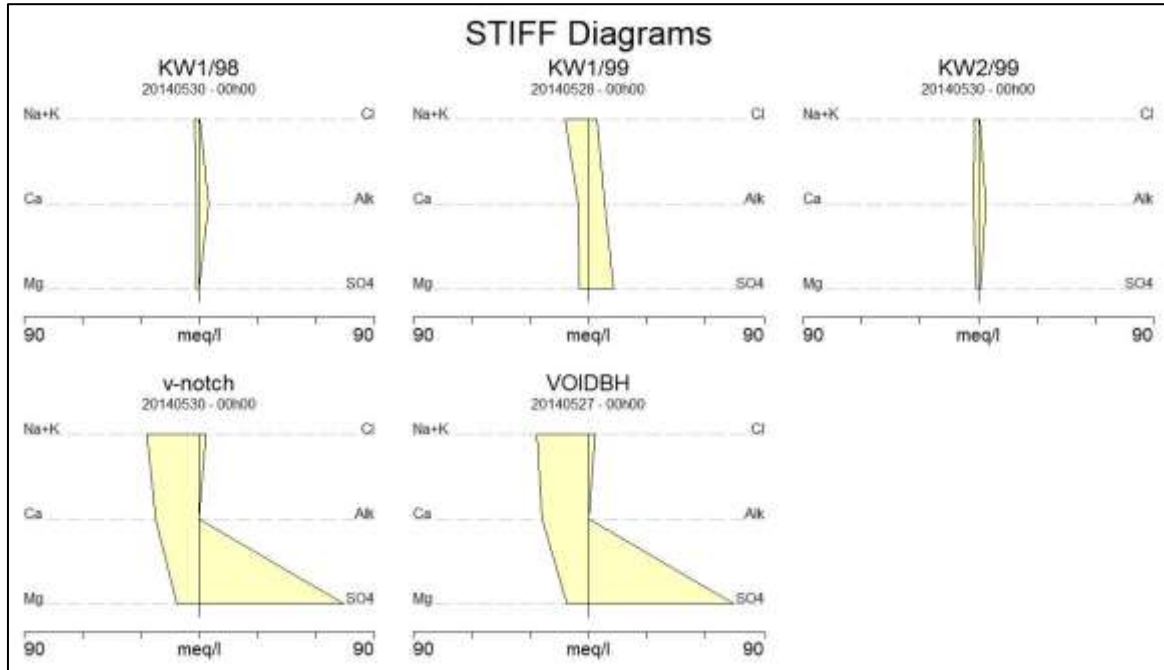 STIFF Diagrams
KW1/98
20140530 - 00h00
Na+K Cl
Ca Alk
Mg SO4
90 meq/l 90
KW1/99
20140528 - 00h00
Na+K Cl
Ca Alk
Mg SO4
90 meq/l 90
KW2/99
20140530 - 00h00
Na+K Cl
Ca Alk
Mg SO4
90 meq/l 90
v-notch
20140530 - 00h00
Na+K Cl
Ca Alk
Mg SO4
90 meq/l 90
VOIDBH
20140527 - 00h00
Na+K Cl
Ca Alk
Mg SO4
90 meq/l 90